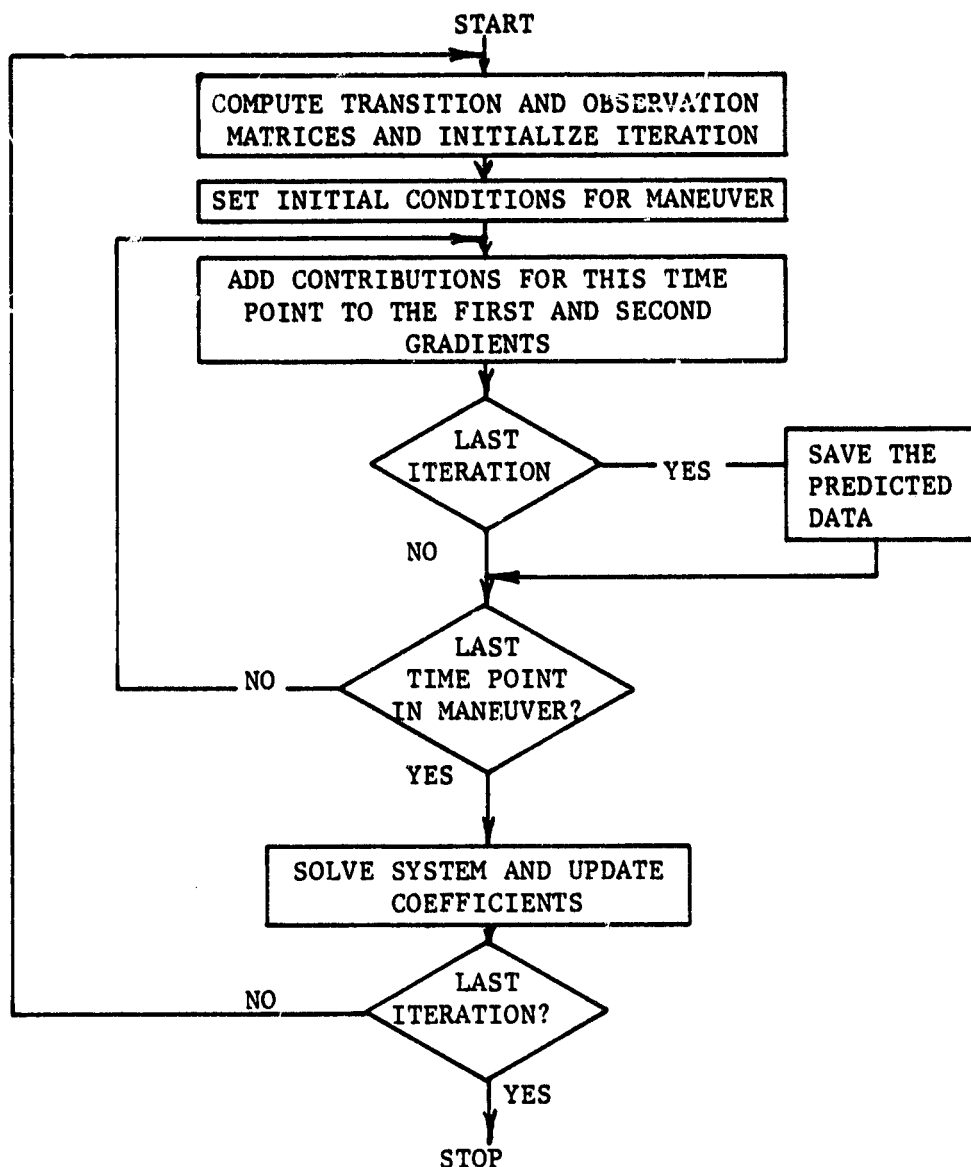 START
COMPUTE TRANSITION AND OBSERVATION
MATRICES AND INITIALIZE ITERATION
SET INITIAL CONDITIONS FOR MANEUVER
ADD CONTRIBUTIONS FOR THIS TIME
POINT TO THE FIRST AND SECOND
GRADIENTS
LAST
ITERATION
YES
SAVE THE
PREDICTED
DATA
NO
LAST
TIME POINT
IN MANEUVER?
NO
YES
SOLVE SYSTEM AND UPDATE
COEFFICIENTS
LAST
ITERATION?
NO
YES
STOP